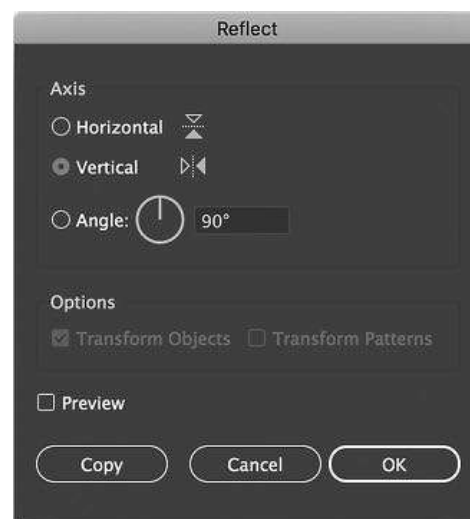 Reflect
Axis
Horizontal
Vertical
Angle: 90°
Options
Transform Objects Transform Patterns
Preview
Copy Cancel OK